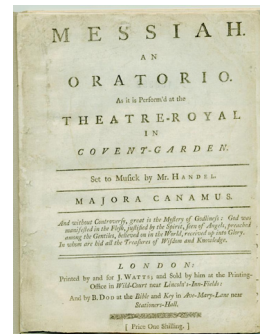 MESSIAH.
AN
ORATORIO.
As it is Perform'd at the
THEATRE-ROYAL
IN
COVENT-GARDEN.
Set to Musick by Mr. HANDEL.
MAJORA CANAMUS.
And without Controversy, great is the Mystery of Godliness: God was
manifested in the Flesh, justified by the Spirit, seen of Angels, preached
among the Gentiles, believed on in the World, received up into Glory.
In whom are hid all the Treasures of Wisdom and Knowledge.
LONDON:
Printed by and for J. WATTS; and Sold by him at the Printing-
Office in Wild-Court near Lincoln's-Inn-Fields:
And by B. DOD at the Bible and Key in Ave-Mary-Lane near
Stationers-Hall.
[ Price One Shilling. ]